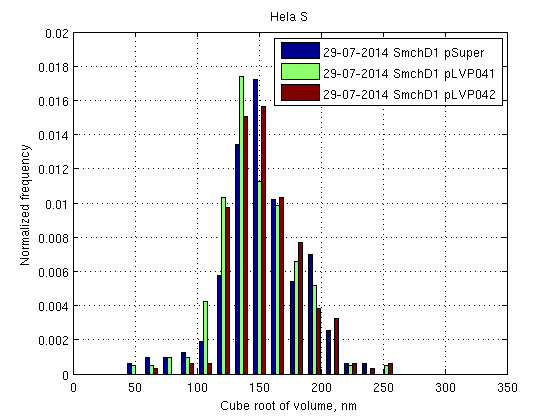 Hela S
0.02
0.018
0.016
0.014
0.012
0.01
0.008
0.006
0.004
0.002
0
Normalized frequency
29-07-2014 SmchD1 pSuper
29-07-2014 SmchD1 pLVP041
29-07-2014 SmchD1 pLVP042
0 50 100 150 200 250 300 350
Cube root of volume, nm